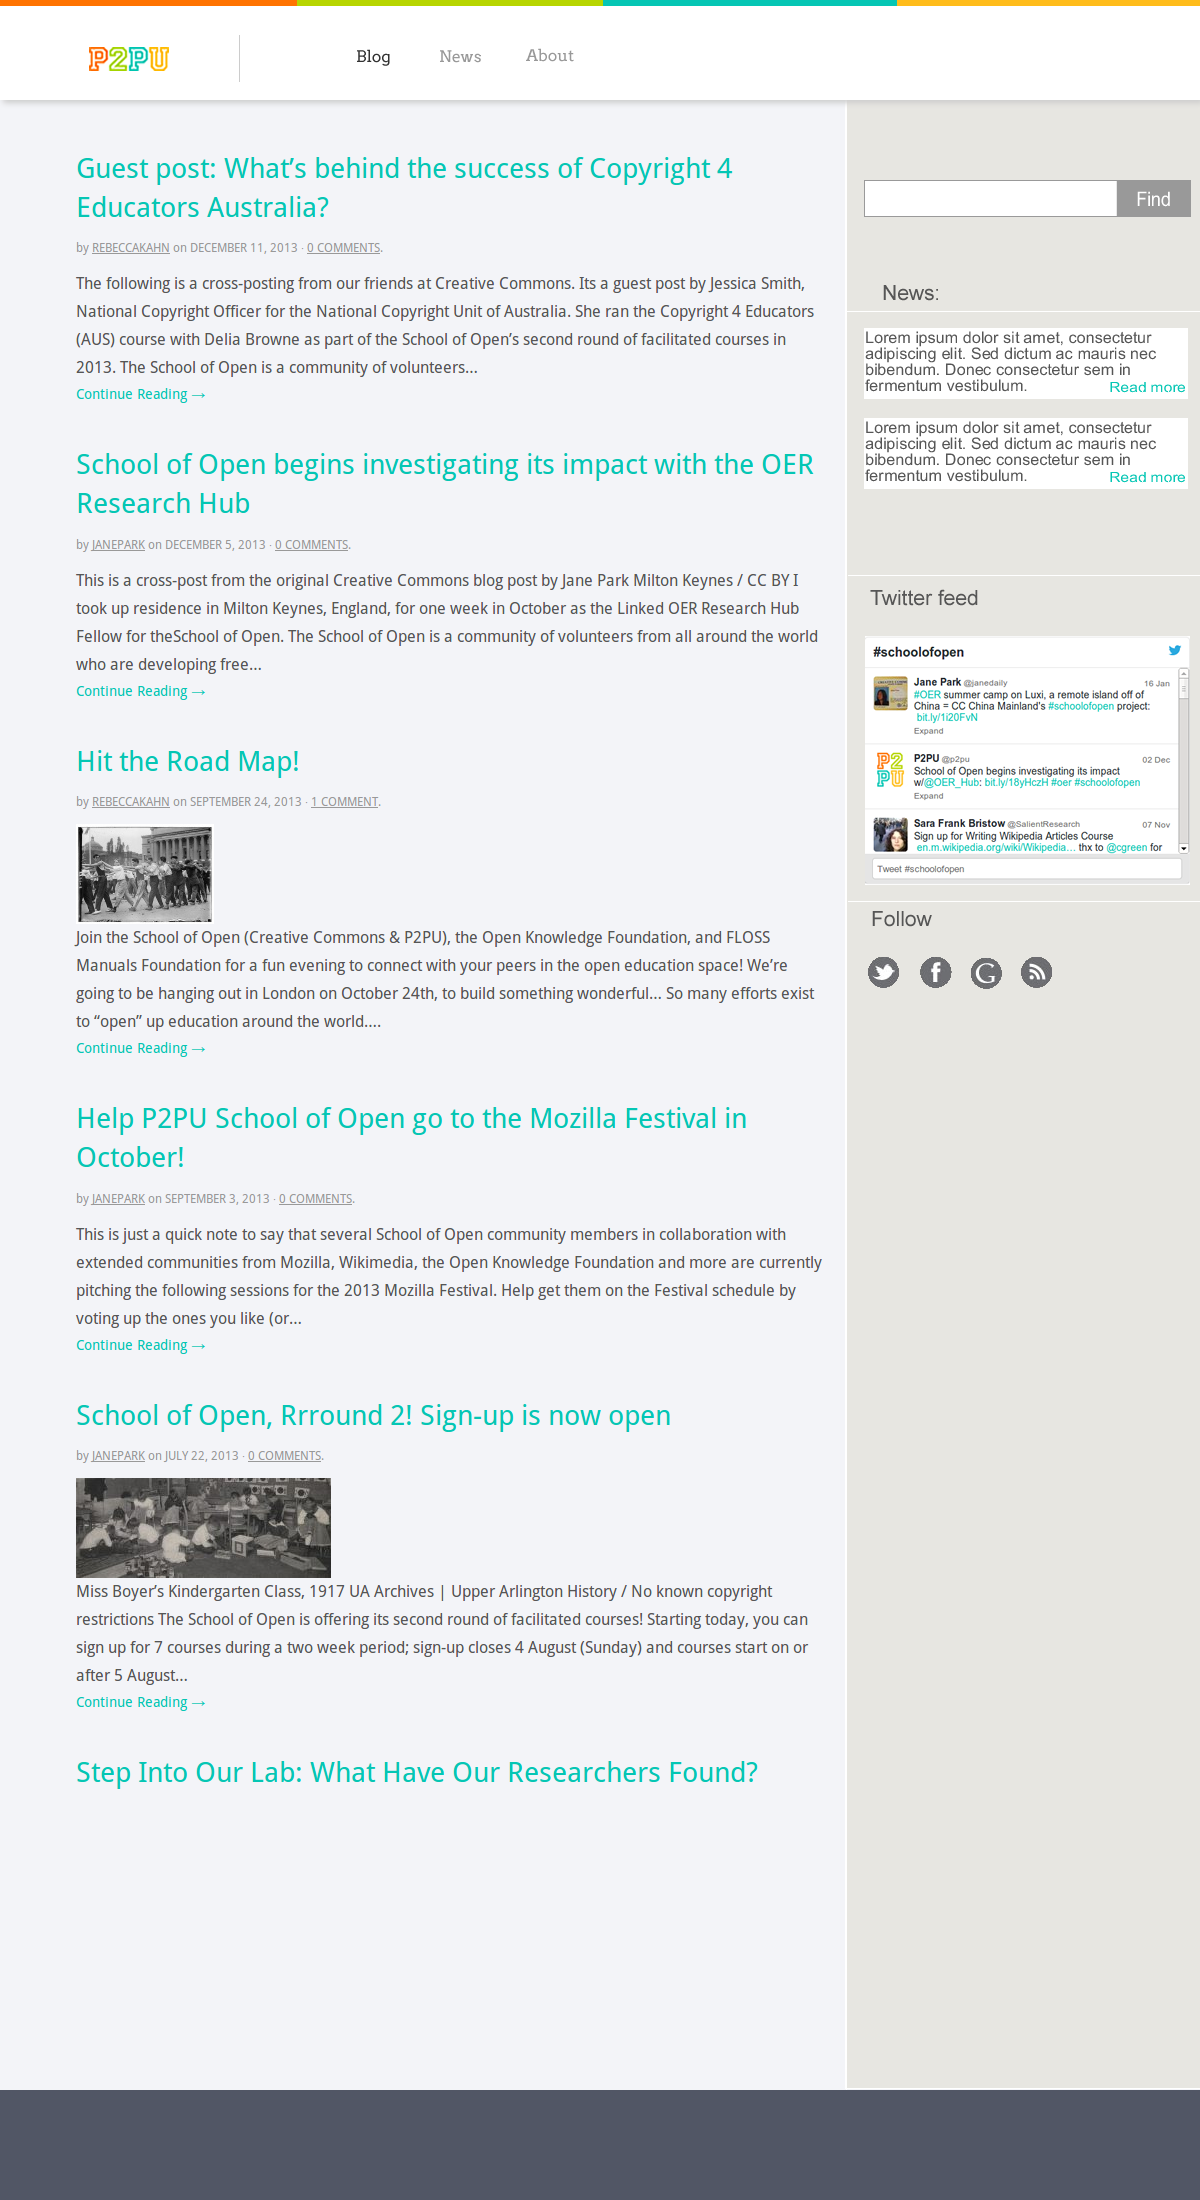 P2PU
Blog News About
Guest post: What’s behind the success of Copyright 4
Educators Australia?
by REBECCAKAHN on DECEMBER 11, 2013 · 0 COMMENTS.
The following is a cross-posting from our friends at Creative Commons. Its a guest post by Jessica Smith,
National Copyright Officer for the National Copyright Unit of Australia. She ran the Copyright 4 Educators
(AUS) course with Delia Browne as part of the School of Open’s second round of facilitated courses in
2013. The School of Open is a community of volunteers…
Continue Reading →
School of Open begins investigating its impact with the OER
Research Hub
by JANEPARK on DECEMBER 5, 2013 · 0 COMMENTS.
This is a cross-post from the original Creative Commons blog post by Jane Park Milton Keynes / CC BY I
took up residence in Milton Keynes, England, for one week in October as the Linked OER Research Hub
Fellow for theSchool of Open. The School of Open is a community of volunteers from all around the world
who are developing free…
Continue Reading →
Hit the Road Map!
by REBECCAKAHN on SEPTEMBER 24, 2013 · 1 COMMENT.
Join the School of Open (Creative Commons & P2PU), the Open Knowledge Foundation, and FLOSS
Manuals Foundation for a fun evening to connect with your peers in the open education space! We’re
going to be hanging out in London on October 24th, to build something wonderful… So many efforts exist
to “open” up education around the world.…
Continue Reading →
Help P2PU School of Open go to the Mozilla Festival in
October!
by JANEPARK on SEPTEMBER 3, 2013 · 0 COMMENTS.
This is just a quick note to say that several School of Open community members in collaboration with
extended communities from Mozilla, Wikimedia, the Open Knowledge Foundation and more are currently
pitching the following sessions for the 2013 Mozilla Festival. Help get them on the Festival schedule by
voting up the ones you like (or…
Continue Reading →
School of Open, Rrround 2! Sign-up is now open
by JANEPARK on JULY 22, 2013 · 0 COMMENTS.
Miss Boyer’s Kindergarten Class, 1917 UA Archives | Upper Arlington History / No known copyright
restrictions The School of Open is offering its second round of facilitated courses! Starting today, you can
sign up for 7 courses during a two week period; sign-up closes 4 August (Sunday) and courses start on or
after 5 August…
Continue Reading →
Step Into Our Lab: What Have Our Researchers Found?
Find
News:
Lorem ipsum dolor sit amet, consectetur
adipiscing elit. Sed dictum ac mauris nec
bibendum. Donec consectetur sem in
fermentum vestibulum. Read more
Lorem ipsum dolor sit amet, consectetur
adipiscing elit. Sed dictum ac mauris nec
bibendum. Donec consectetur sem in
fermentum vestibulum. Read more
Twitter feed
#schoolofopen
Jane Park @janedaily 16 Jan
#OER summer camp on Luxi, a remote island off of
China = CC China Mainland's #schoolofopen project:
bit.ly/1i20FvN
Expand
P2
PU
P2PU @p2pu 02 Dec
School of Open begins investigating its impact
w/@OER_Hub: bit.ly/18yHczH #oer #schoolofopen
Expand
Sara Frank Bristow @SalientResearch 07 Nov
Sign up for Writing Wikipedia Articles Course
en.m.wikipedia.org/wiki/Wikipedia… thx to @cgreen for
Tweet #schoolofopen
Follow